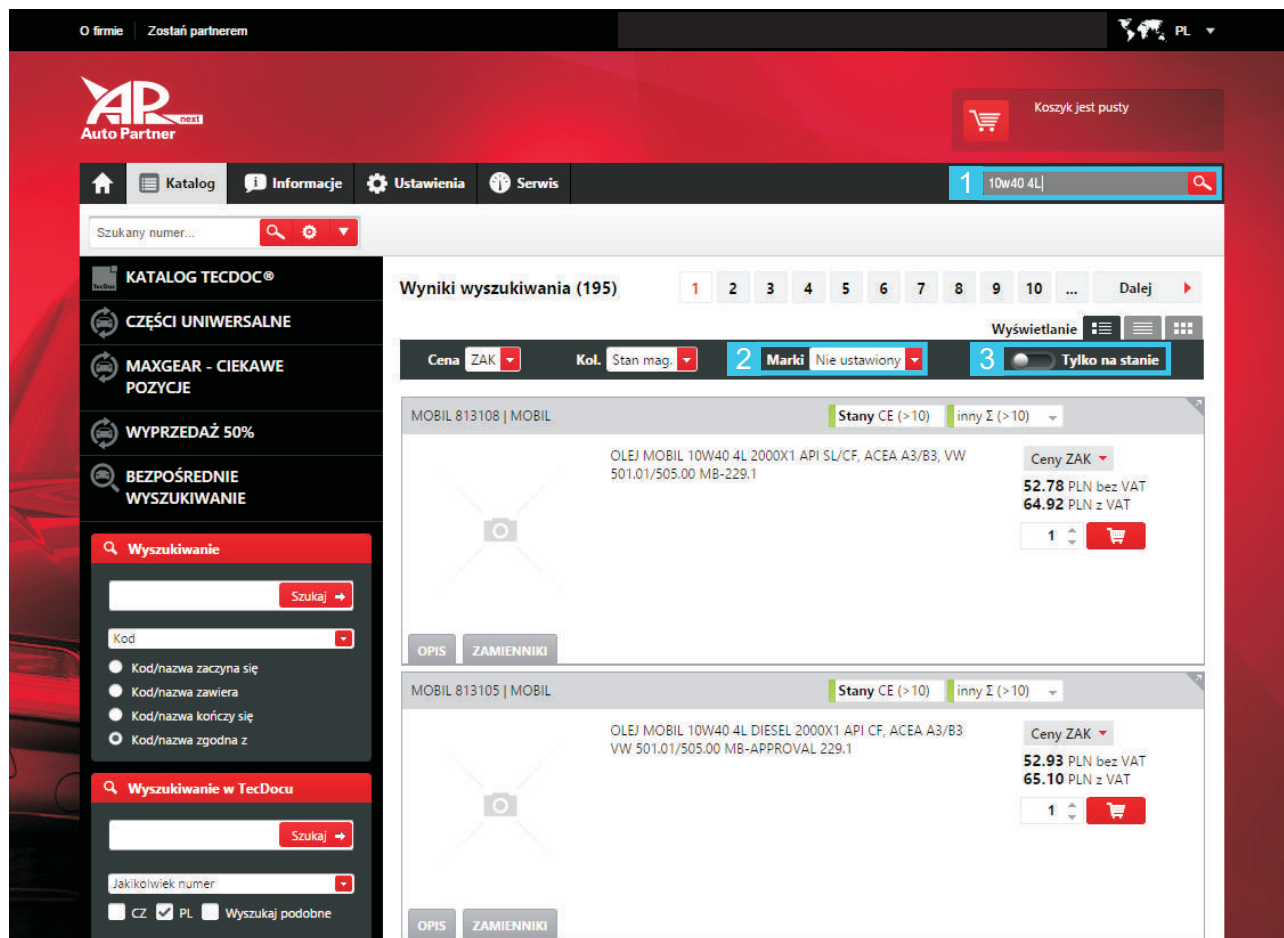 O firmie Zostań partnerem PL
AP next
Auto Partner
Koszyk jest pusty
Katalog Informacje Ustawienia Serwis 1 10w40 4L
Szukany numer...
TecDoc KATALOG TECDOC®
CZĘŚCI UNIWERSALNE
MAXGEAR - CIEKAWE
POZYCJE
WYPRZEDAŻ 50%
BEZPOŚREDNIE
WYSZUKIWANIE
Wyszukiwanie
Szukaj
Kod
Kod/nazwa zaczyna się
Kod/nazwa zawiera
Kod/nazwa kończy się
Kod/nazwa zgodna z
Wyszukiwanie w TecDocu
Szukaj
Jakikolwiek numer
CZ PL Wyszukaj podobne
Wyniki wyszukiwania (195) 1 2 3 4 5 6 7 8 9 10 ... Dalej
Wyświetlanie
Cena ZAK Kol. Stan mag. 2 Marki Nie ustawiony 3 Tylko na stanie
MOBIL 813108 | MOBIL Stany CE (>10) inny Σ (>10)
OLEJ MOBIL 10W40 4L 2000X1 API SL/CF, ACEA A3/B3, VW
501.01/505.00 MB-229.1
Ceny ZAK
52.78 PLN bez VAT
64.92 PLN z VAT
1
OPIS ZAMIENNIKI
MOBIL 813105 | MOBIL Stany CE (>10) inny Σ (>10)
OLEJ MOBIL 10W40 4L DIESEL 2000X1 API CF, ACEA A3/B3
VW 501.01/505.00 MB-APPROVAL 229.1
Ceny ZAK
52.93 PLN bez VAT
65.10 PLN z VAT
1
OPIS ZAMIENNIKI